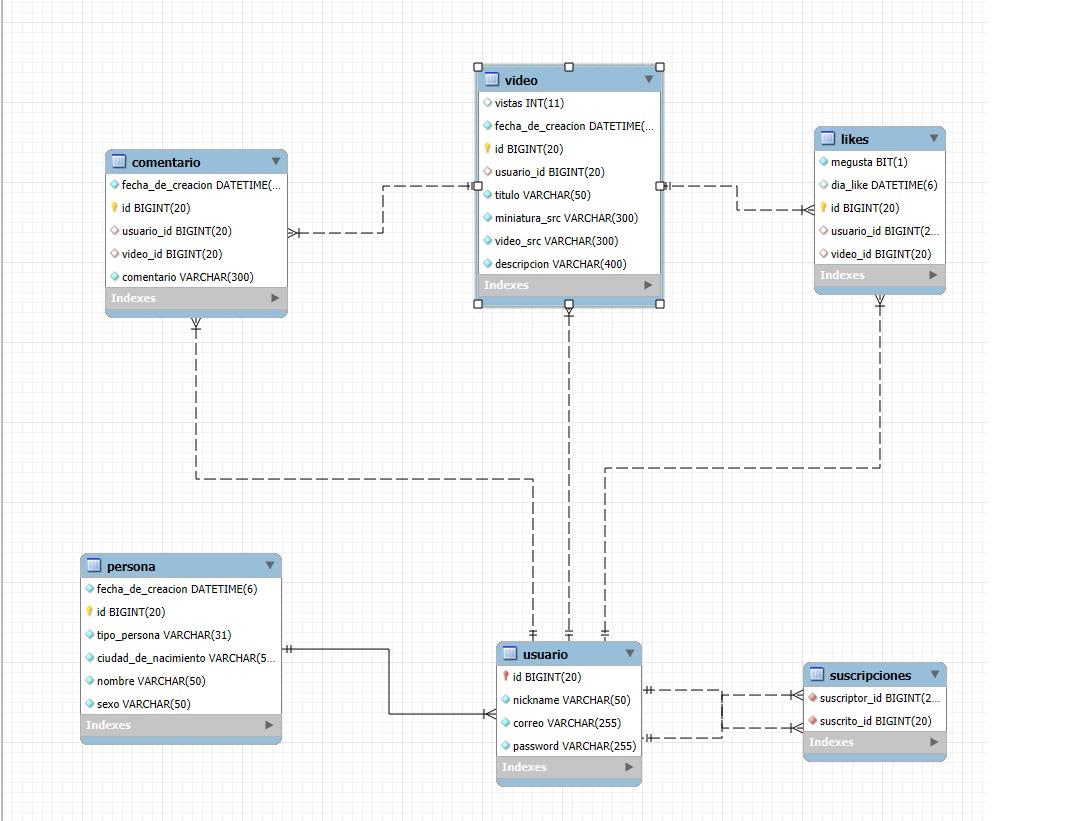 video
vistas INT(11)
fecha_de_creacion DATETIME(...
id BIGINT(20)
usuario_id BIGINT(20)
titulo VARCHAR(50)
miniatura_src VARCHAR(300)
video_src VARCHAR(300)
descripcion VARCHAR(400)
Indexes
comentario
fecha_de_creacion DATETIME(...
id BIGINT(20)
usuario_id BIGINT(20)
video_id BIGINT(20)
comentario VARCHAR(300)
Indexes
likes
megusta BIT(1)
dia_like DATETIME(6)
id BIGINT(20)
usuario_id BIGINT(2...
video_id BIGINT(20)
Indexes
persona
fecha_de_creacion DATETIME(6)
id BIGINT(20)
tipo_persona VARCHAR(31)
ciudad_de_nacimiento VARCHAR(5...
nombre VARCHAR(50)
sexo VARCHAR(50)
Indexes
usuario
id BIGINT(20)
nickname VARCHAR(50)
correo VARCHAR(255)
password VARCHAR(255)
Indexes
suscripciones
suscriptor_id BIGINT(2...
suscrito_id BIGINT(20)
Indexes